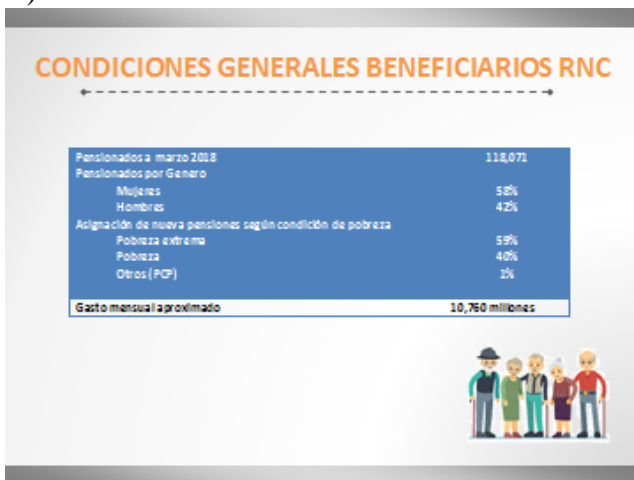 CONDICIONES GENERALES BENEFICIARIOS RNC
Pensionados a marzo 2018 118,071
Pensionados por Genero
Mujeres 58%
Hombres 42%
Asignación de nueva pensiones según condición de pobreza
Pobreza extrema 59%
Pobreza 40%
Otros (PCP) 1%
Gasto mensual aproximado 10,760 millones